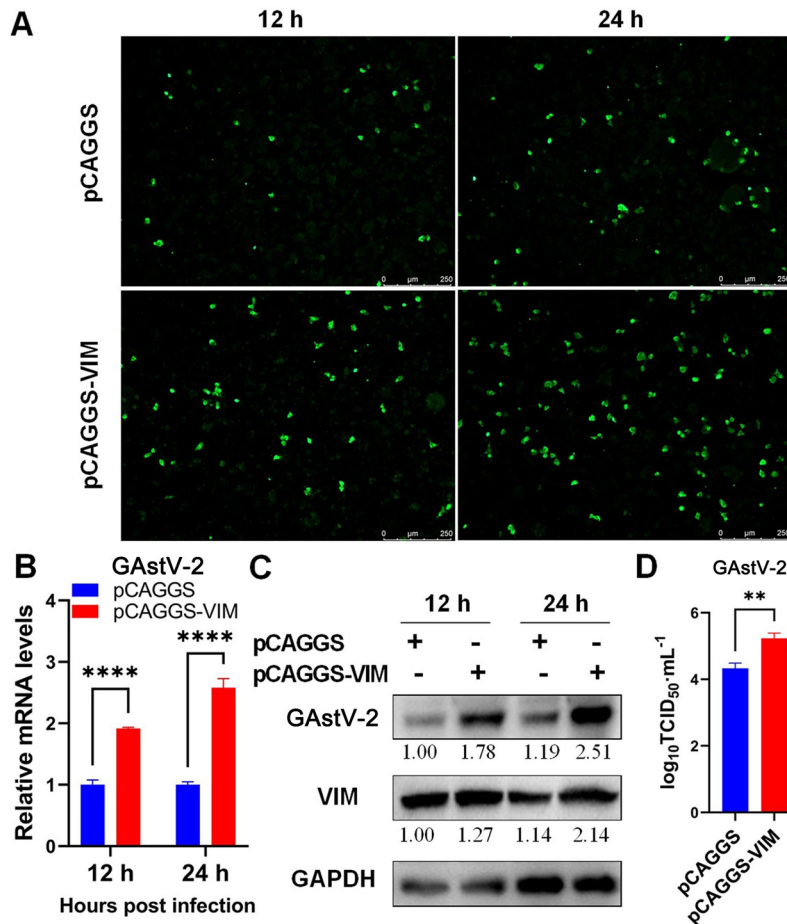 A
12 h
24 h
pCAGGS
0 µm 250
0 µm 250
pCAGGS-VIM
0 µm 250
0 µm 250
B
GAstV-2
pCAGGS
pCAGGS-VIM
Relative mRNA levels
4
3
2
1
0
****
****
12 h
24 h
Hours post infection
C
12 h 24 h
pCAGGS + - + -
pCAGGS-VIM - + - +
GAstV-2
1.00 1.78 1.19 2.51
VIM
1.00 1.27 1.14 2.14
GAPDH
D
GAstV-2
log₁₀TCID₅₀·mL⁻¹
6
4
2
0
**
pCAGGS
pCAGGS-VIM